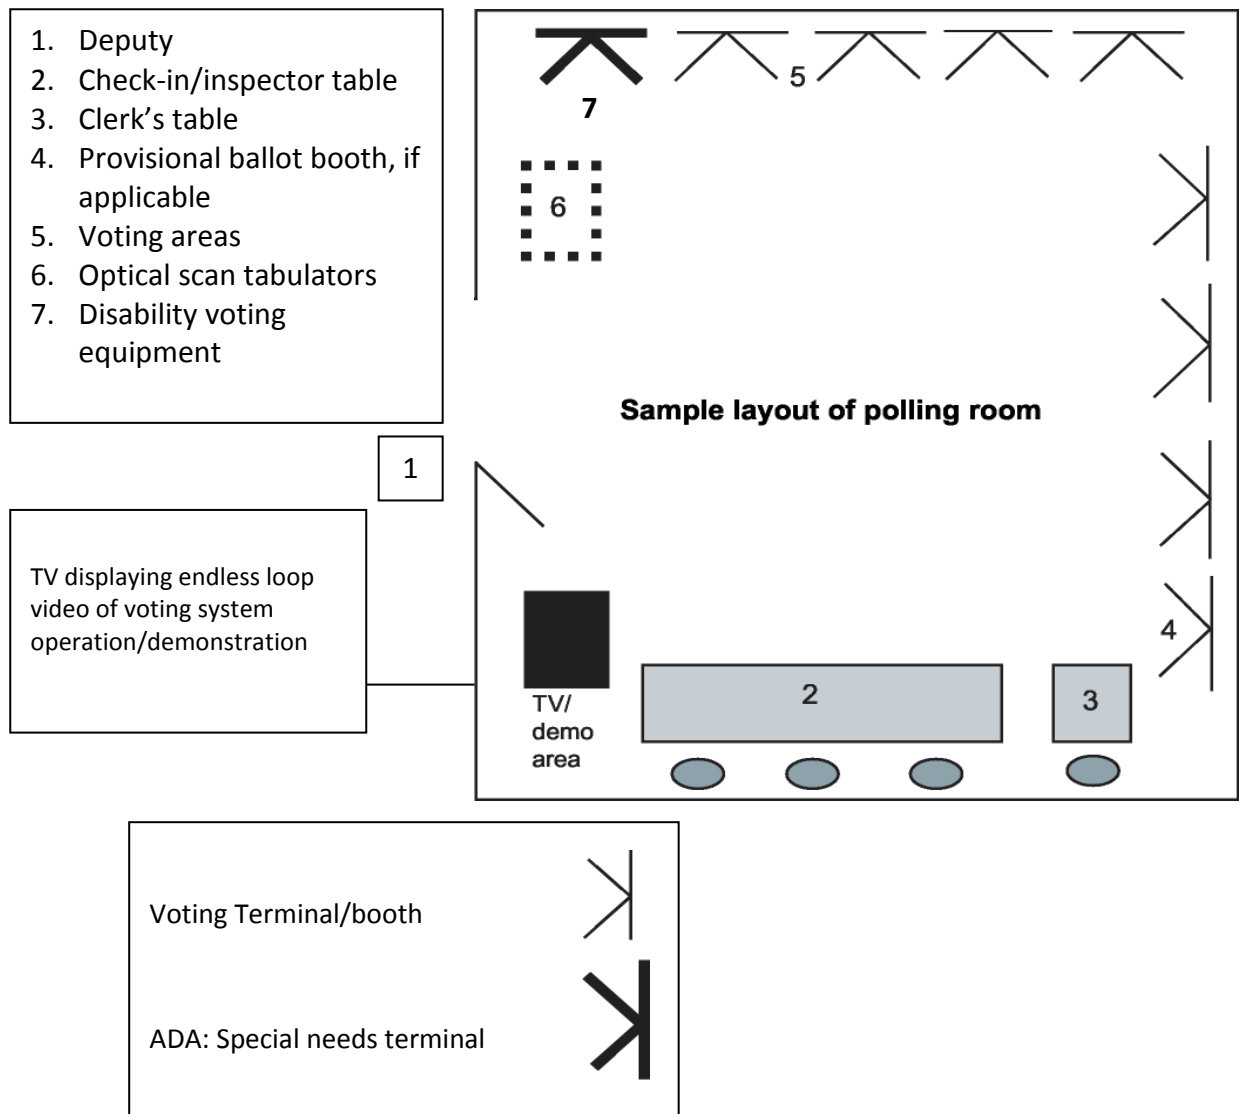 1. Deputy
2. Check-in/inspector table
3. Clerk’s table
4. Provisional ballot booth, if
applicable
5. Voting areas
6. Optical scan tabulators
7. Disability voting
equipment
5
7
6
Sample layout of polling room
1
TV displaying endless loop
video of voting system
operation/demonstration
4
2
3
TV/
demo
area
Voting Terminal/booth
ADA: Special needs terminal